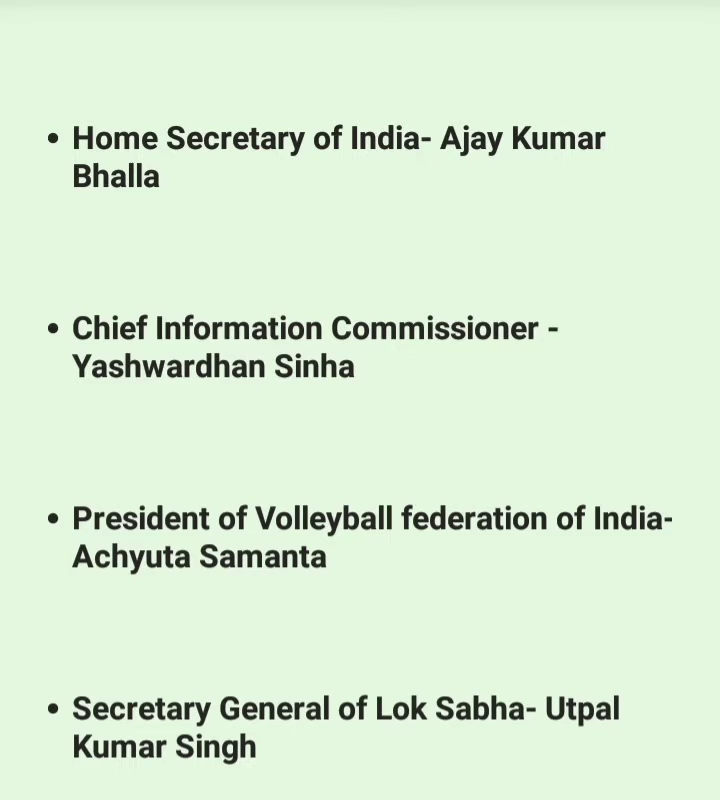 • Home Secretary of India- Ajay Kumar
Bhalla
• Chief Information Commissioner -
Yashwardhan Sinha
• President of Volleyball federation of India-
Achyuta Samanta
• Secretary General of Lok Sabha- Utpal
Kumar Singh